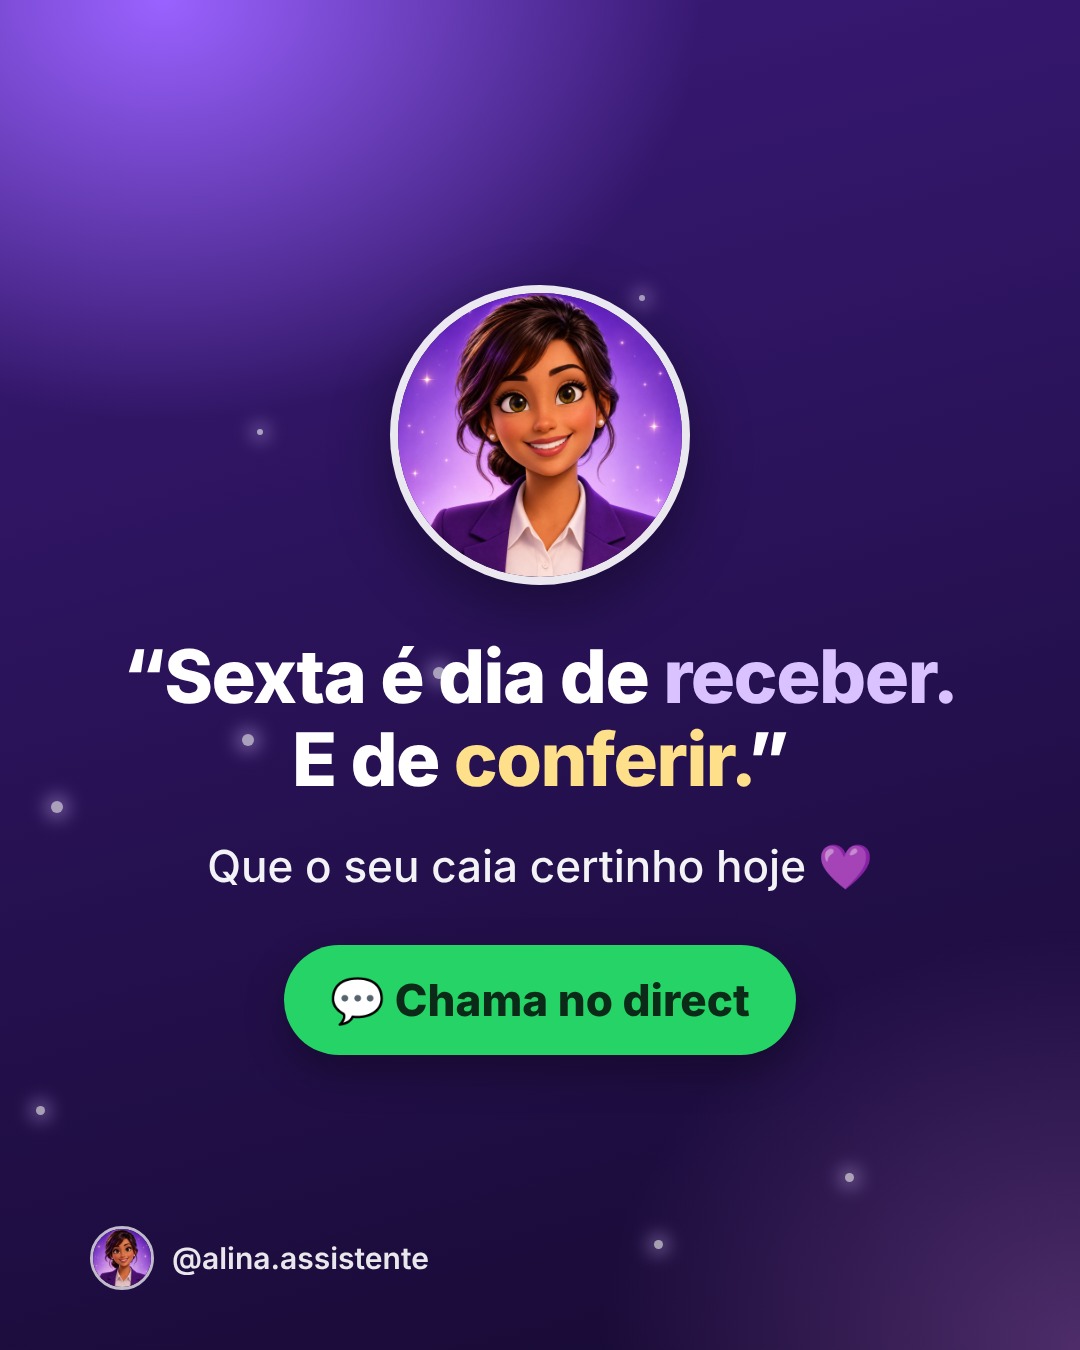 “Sexta é dia de receber.
E de conferir.”
Que o seu caia certinho hoje 💜
💬 Chama no direct
@alina.assistente